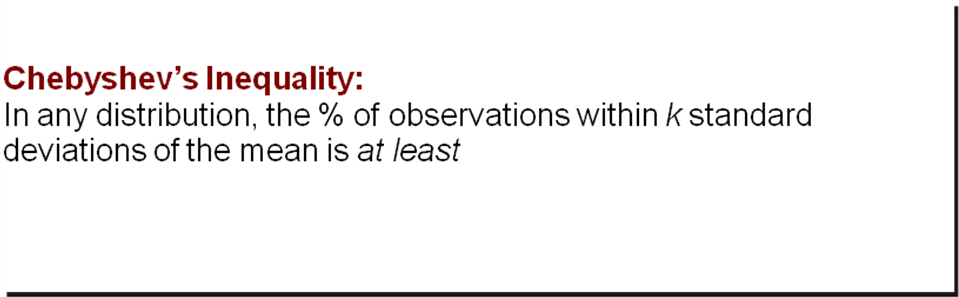 Chebyshev’s Inequality:
In any distribution, the % of observations within k standard
deviations of the mean is at least